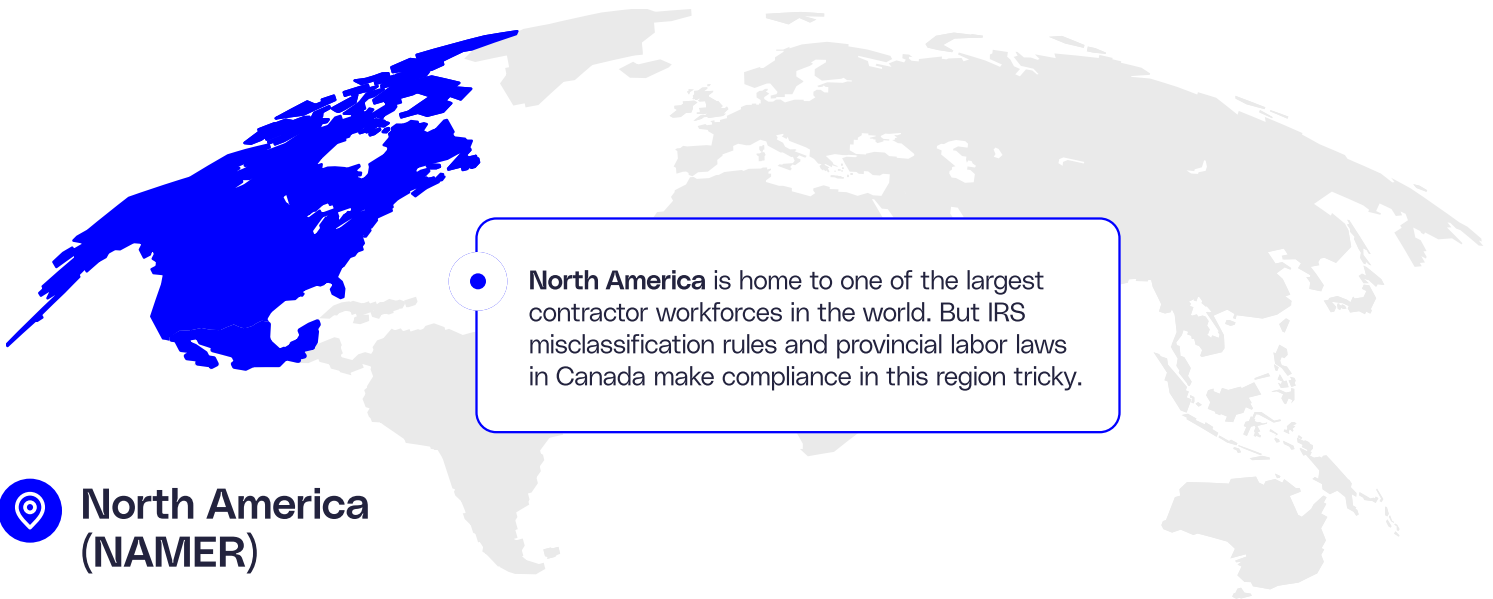 North America is home to one of the largest
contractor workforces in the world. But IRS
misclassification rules and provincial labor laws
in Canada make compliance in this region tricky.
North America
(NAMER)